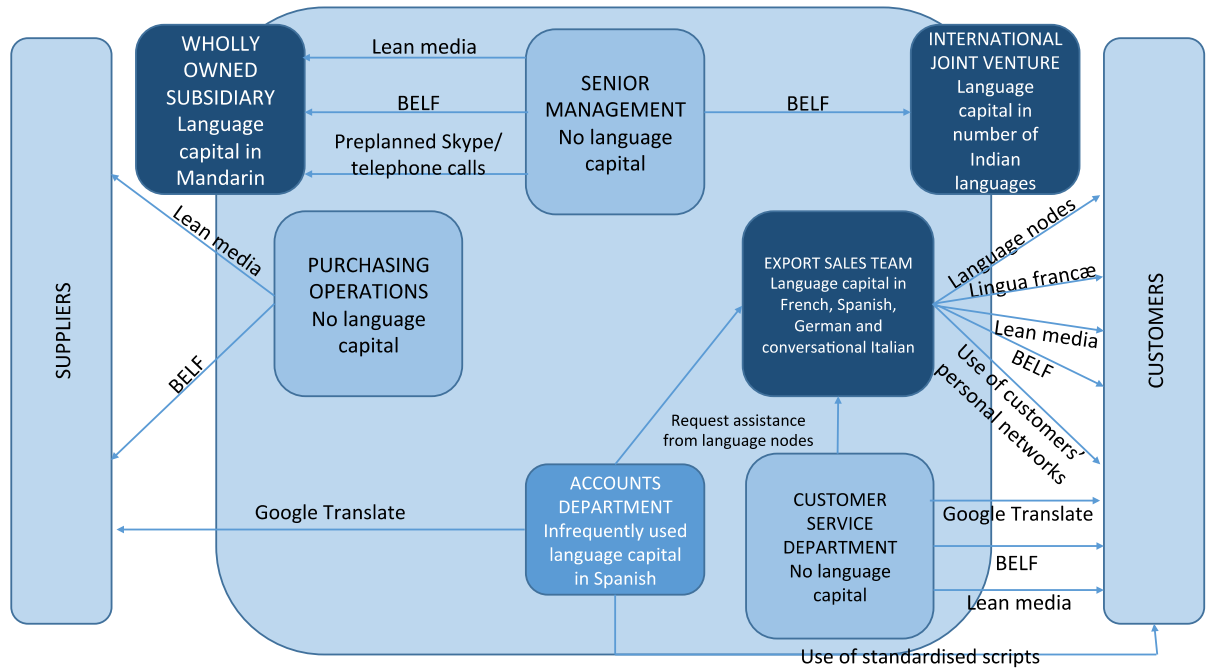 WHOLLY
OWNED
SUBSIDIARY
Language
capital in
Mandarin
Lean media
BELF
Preplanned Skype/
telephone calls
SENIOR
MANAGEMENT
No language
capital
BELF
INTERNATIONAL
JOINT VENTURE
Language
capital in
number of
Indian
languages
SUPPLIERS
Lean media
BELF
PURCHASING
OPERATIONS
No language
capital
EXPORT SALES TEAM
Language capital in
French, Spanish,
German and
conversational Italian
Language nodes
Lingua francæ
Lean media
BELF
Use of customers’
personal networks
CUSTOMERS
Request assistance
from language nodes
Google Translate
ACCOUNTS
DEPARTMENT
Infrequently used
language capital
in Spanish
CUSTOMER
SERVICE
DEPARTMENT
No language
capital
Google Translate
BELF
Lean media
Use of standardised scripts